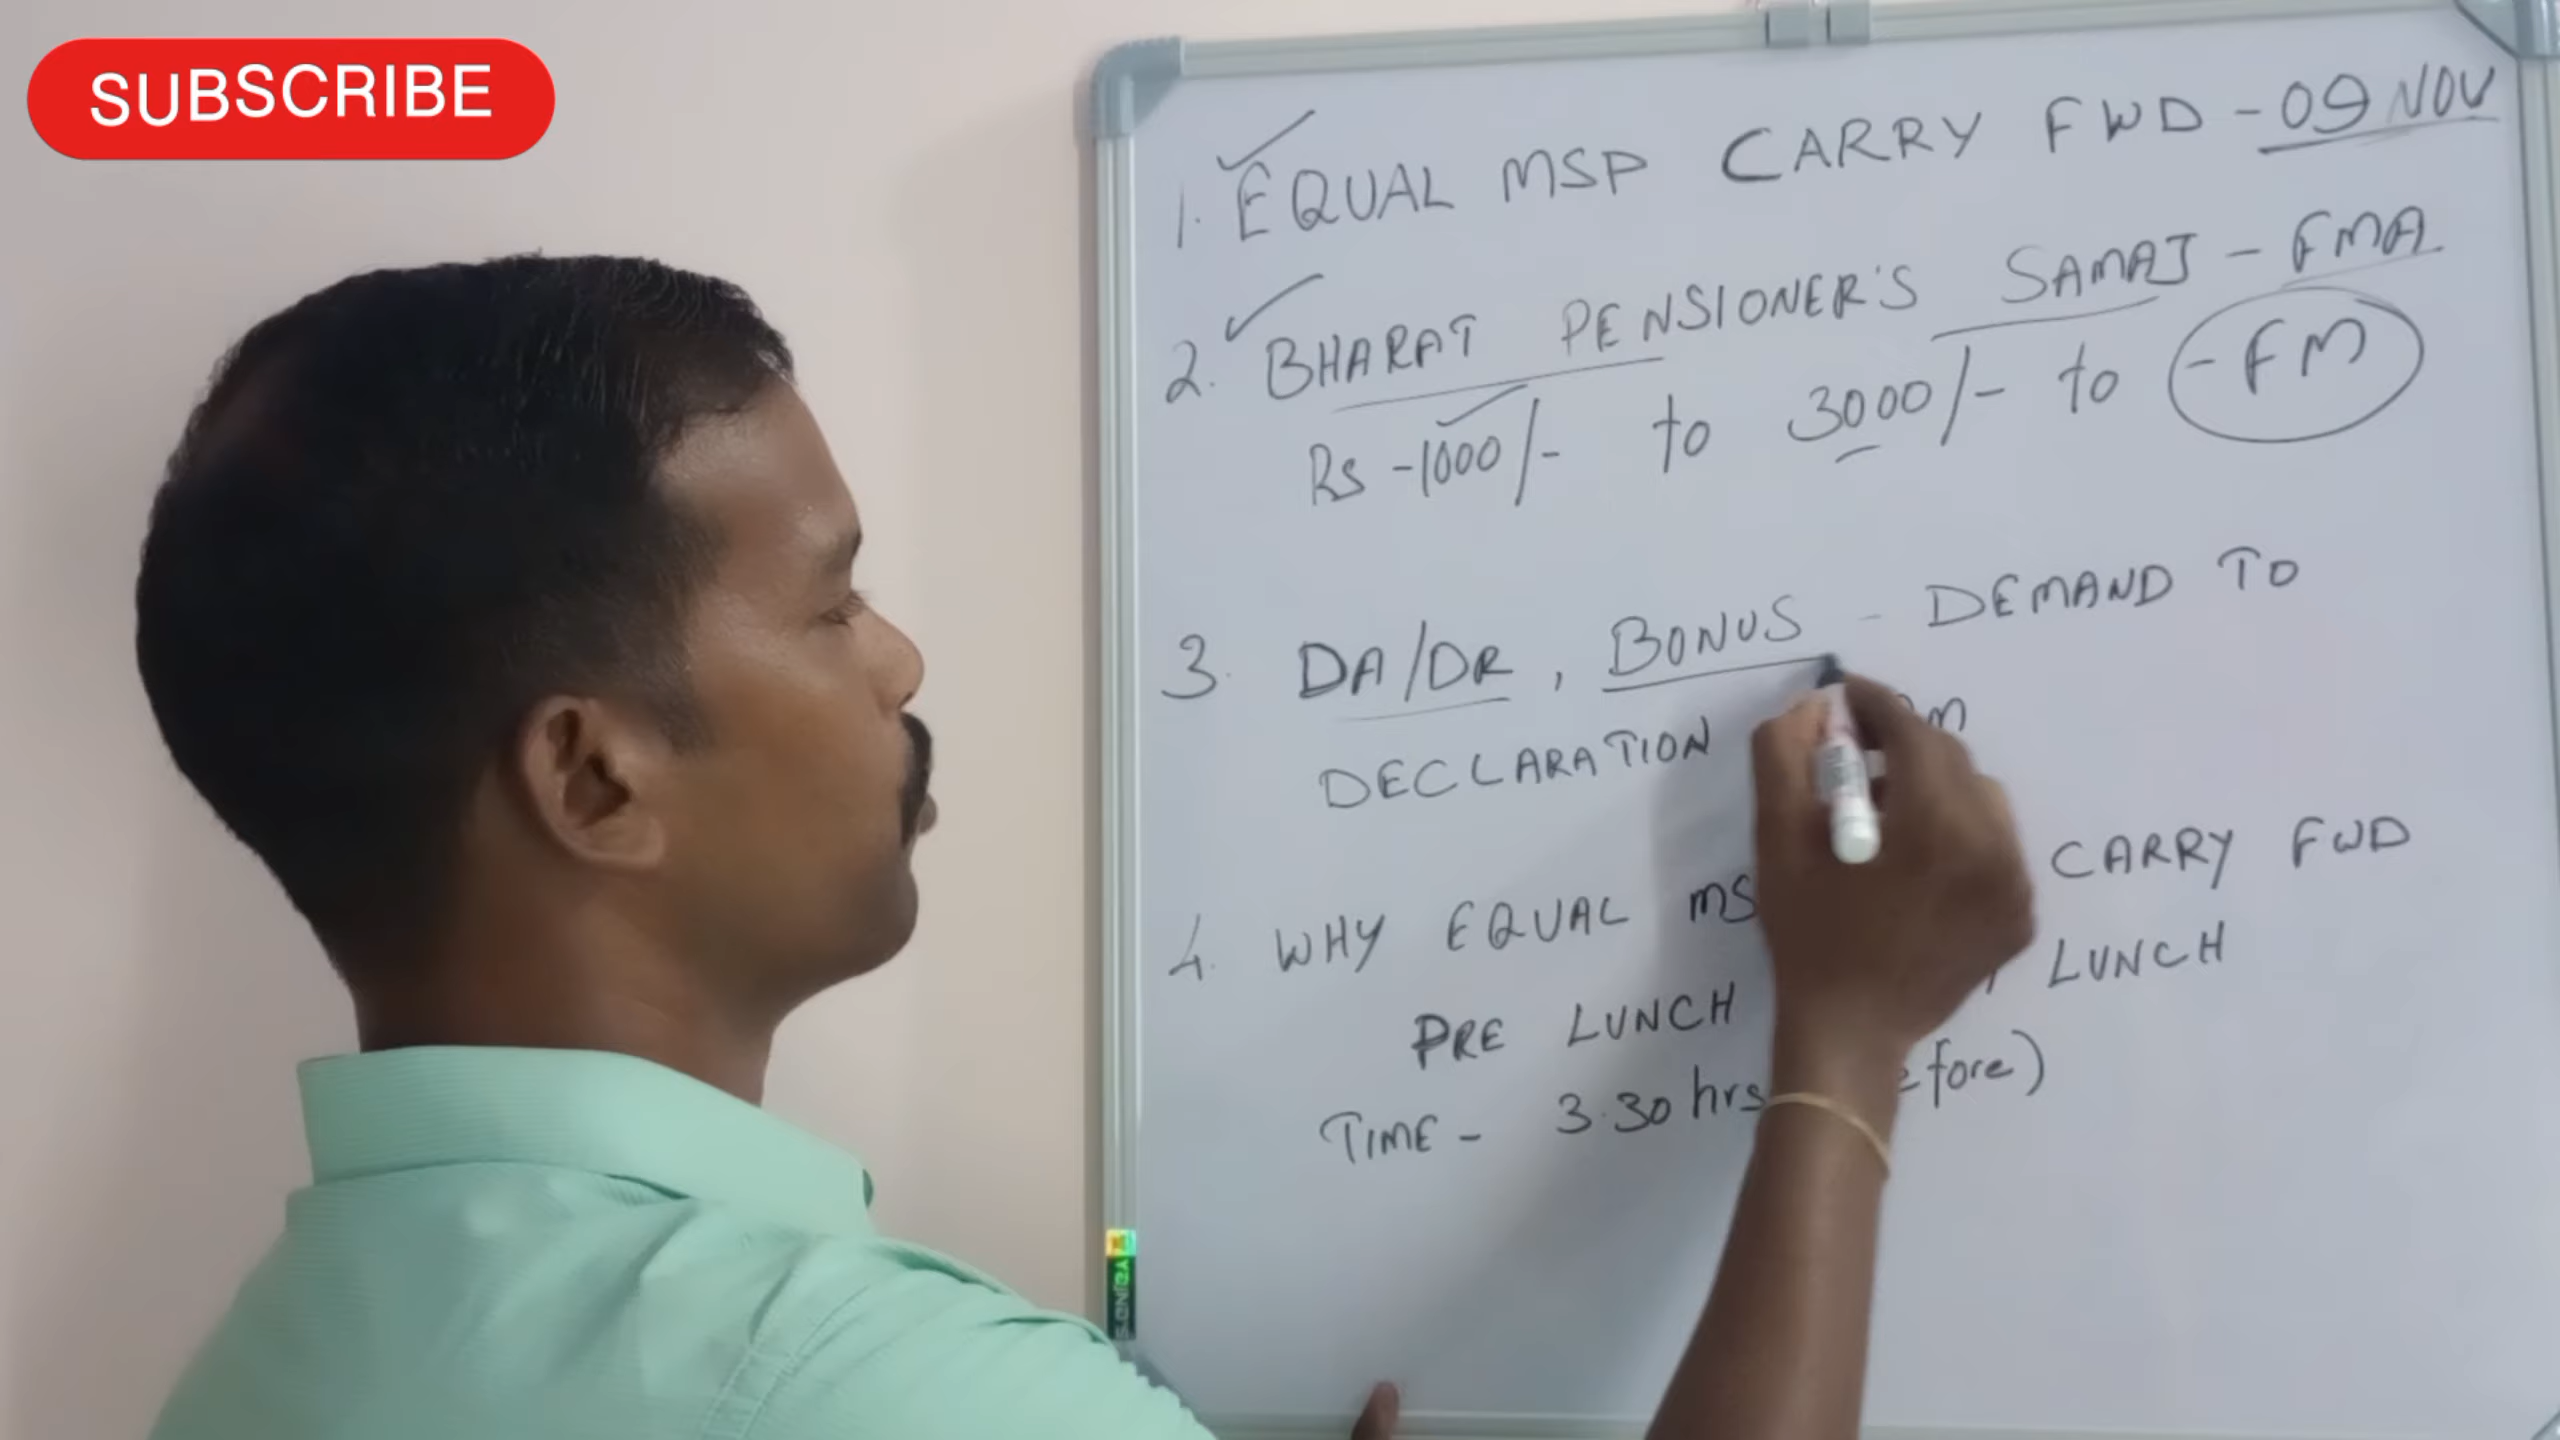 SUBSCRIBE
1. EQUAL MSP CARRY FWD - 09 NOV
2. BHARAT PENSIONER'S SAMAJ - FMA
Rs -1000/- to 3000/- to - FM
3. DA/DR, BONUS - DEMAND TO
DECLARATION
4. WHY EQUAL CARRY FWD
PRE LUNCH LUNCH
TIME - 3.30 hrs